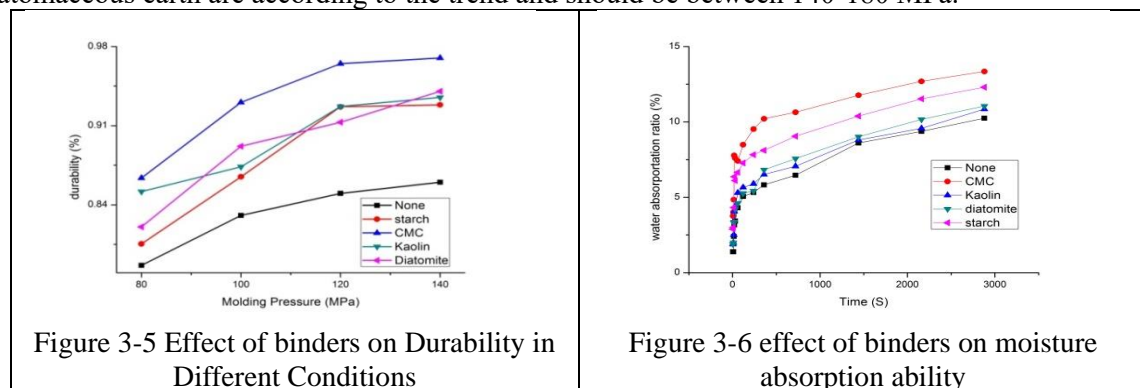 atomaceous earth are according to the trend and should be between 140-180 MPa.
0.98
0.91
0.84
durability (%)
None
starch
CMC
Kaolin
Diatomite
80
100
120
140
Molding Pressure (MPa)
Figure 3-5 Effect of binders on Durability in
Different Conditions
15
10
5
0
water absorportation ratio (%)
None
CMC
Kaolin
diatomite
starch
0
1000
2000
3000
Time (S)
Figure 3-6 effect of binders on moisture
absorption ability